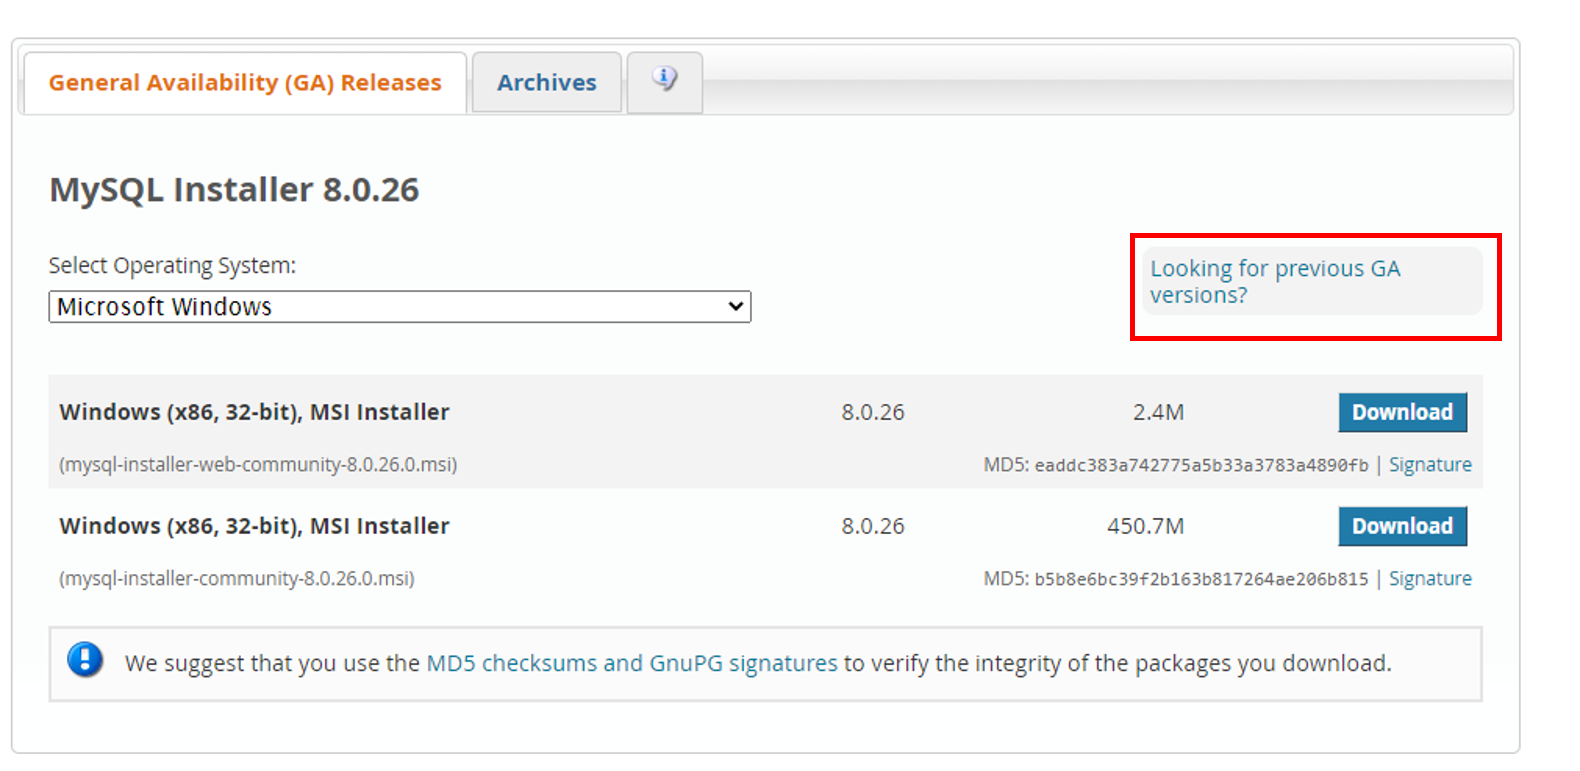 General Availability (GA) Releases
Archives
MySQL Installer 8.0.26
Select Operating System:
Microsoft Windows
Looking for previous GA
versions?
Windows (x86, 32-bit), MSI Installer 8.0.26 2.4M Download
(mysql-installer-web-community-8.0.26.0.msi) MD5: eaddc383a742775a5b33a3783a4890fb | Signature
Windows (x86, 32-bit), MSI Installer 8.0.26 450.7M Download
(mysql-installer-community-8.0.26.0.msi) MD5: b5b8e6bc39f2b163b817264ae206b815 | Signature
We suggest that you use the MD5 checksums and GnuPG signatures to verify the integrity of the packages you download.